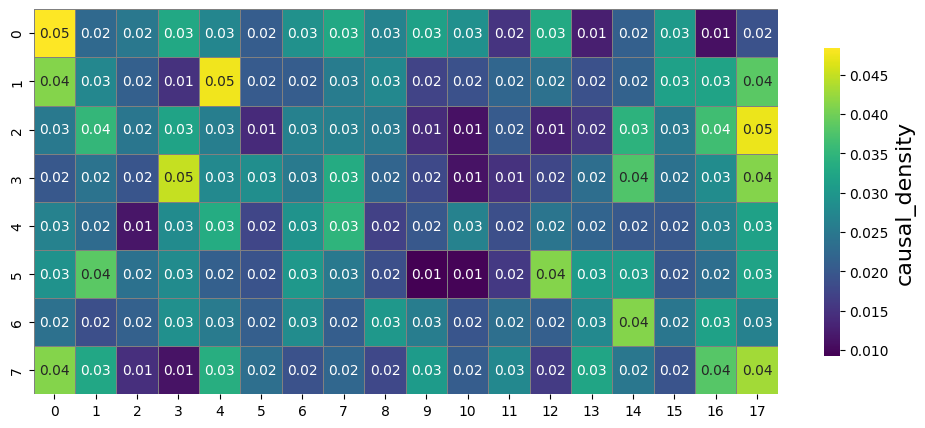 0 0.05 0.02 0.02 0.03 0.03 0.02 0.03 0.03 0.03 0.03 0.03 0.02 0.03 0.01 0.02 0.03 0.01 0.02
1 0.04 0.03 0.02 0.01 0.05 0.02 0.02 0.03 0.03 0.02 0.02 0.02 0.02 0.02 0.02 0.03 0.03 0.04
2 0.03 0.04 0.02 0.03 0.03 0.01 0.03 0.03 0.03 0.01 0.01 0.02 0.01 0.02 0.03 0.03 0.04 0.05
3 0.02 0.02 0.02 0.05 0.03 0.03 0.03 0.03 0.02 0.02 0.01 0.01 0.02 0.02 0.04 0.02 0.03 0.04
4 0.03 0.02 0.01 0.03 0.03 0.02 0.03 0.03 0.02 0.02 0.03 0.02 0.02 0.02 0.02 0.02 0.03 0.03
5 0.03 0.04 0.02 0.03 0.02 0.02 0.03 0.03 0.02 0.01 0.01 0.02 0.04 0.03 0.03 0.02 0.02 0.03
6 0.02 0.02 0.02 0.03 0.03 0.02 0.03 0.02 0.03 0.03 0.02 0.02 0.02 0.03 0.04 0.02 0.03 0.03
7 0.04 0.03 0.01 0.01 0.03 0.02 0.02 0.02 0.02 0.03 0.02 0.03 0.02 0.03 0.02 0.02 0.04 0.04
0 1 2 3 4 5 6 7 8 9 10 11 12 13 14 15 16 17
0.045
0.040
0.035
0.030
0.025
0.020
0.015
0.010
causal_density